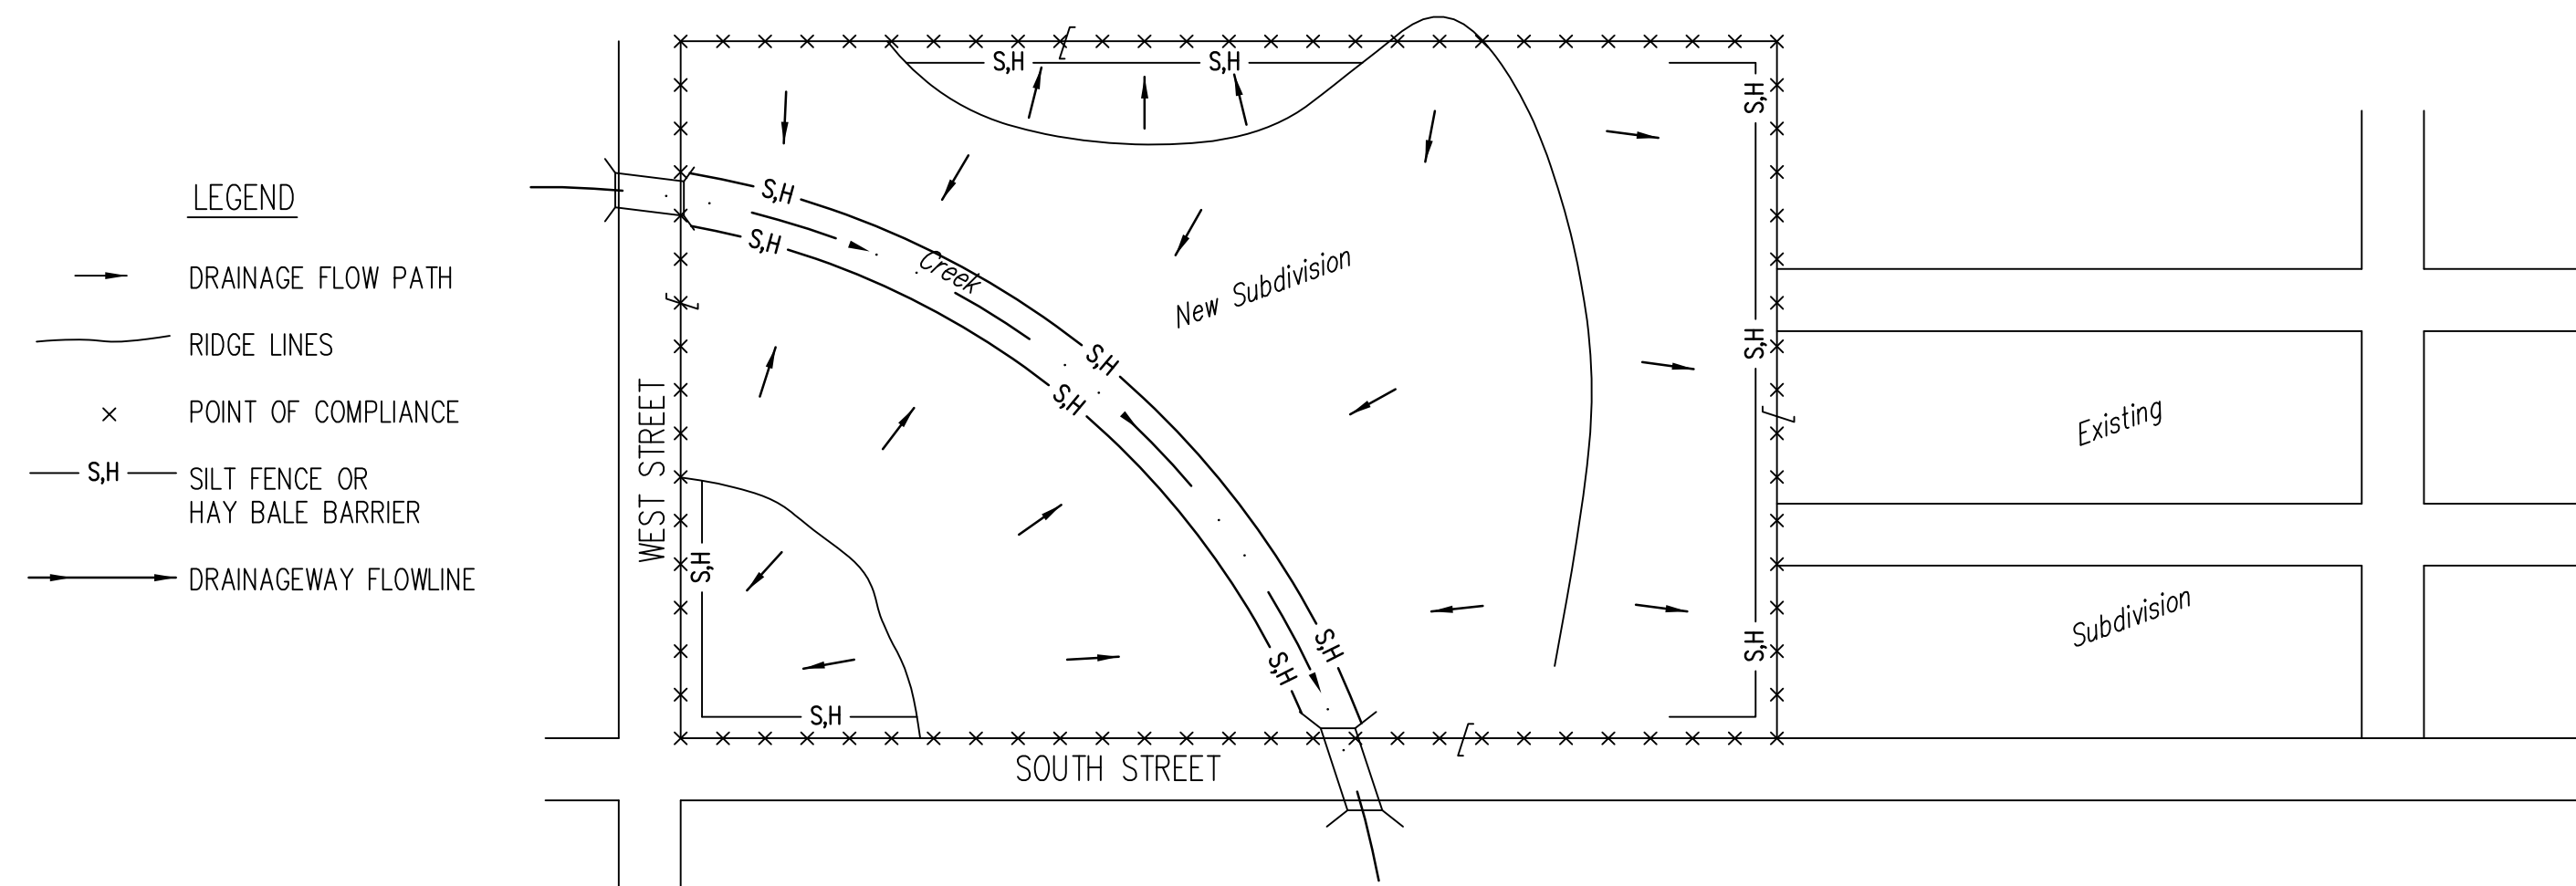 LEGEND
DRAINAGE FLOW PATH
RIDGE LINES
POINT OF COMPLIANCE
S,H
SILT FENCE OR
HAY BALE BARRIER
DRAINAGEWAY FLOWLINE
S,H
S,H
S,H
S,H
S,H
Creek
New Subdivision
S,H
S,H
S,H
WEST STREET
Existing
S,H
Subdivision
S,H
S,H
S,H
S,H
SOUTH STREET